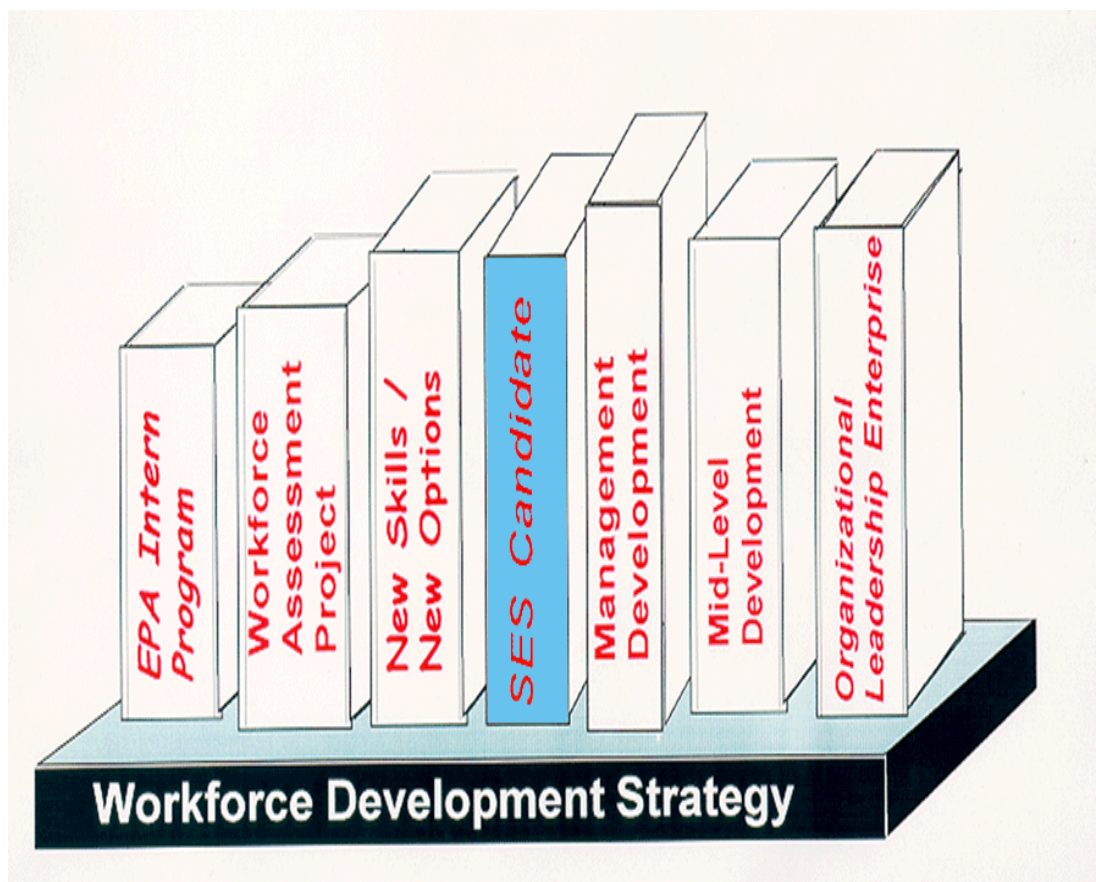 EPA Intern
Program
Workforce
Assessment
Project
New Skills /
New Options
SES Candidate
Management
Development
Mid-Level
Development
Organizational
Leadership Enterprise
Workforce Development Strategy